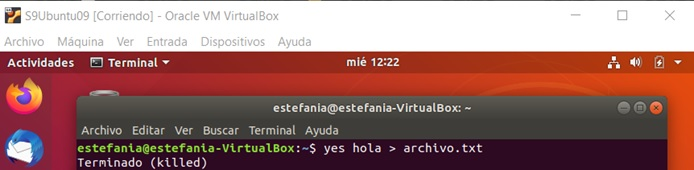 S9Ubuntu09 [Corriendo] - Oracle VM VirtualBox
Archivo Máquina Ver Entrada Dispositivos Ayuda
Actividades Terminal mié 12:22
estefania@estefania-VirtualBox: ~
Archivo Editar Ver Buscar Terminal Ayuda
estefania@estefania-VirtualBox:~$ yes hola > archivo.txt
Terminado (killed)